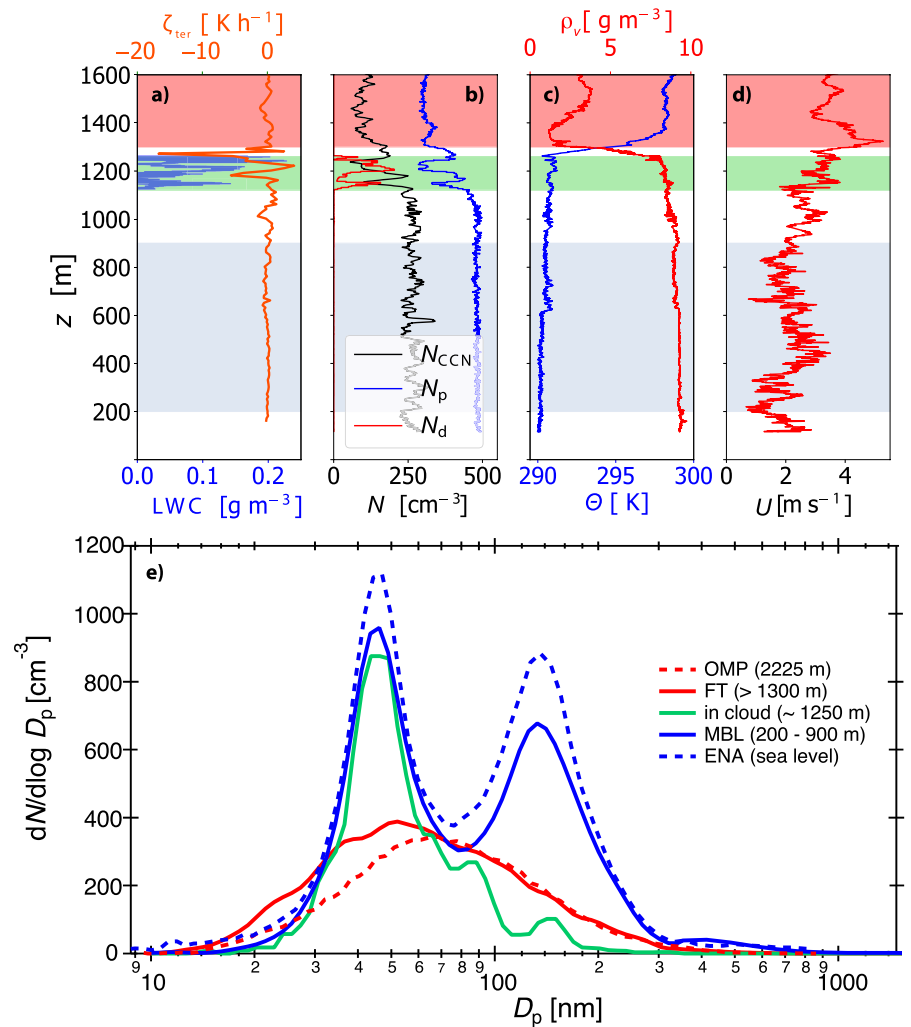 ζter [ K h⁻¹]
ρv [ g m⁻³]
−20 −10 0
0 5 10
a) b) c) d)
1600
1400
1200
1000
800
600
400
200
z [m]
NCCN
Np
Nd
0.0 0.1 0.2
0 250 500
290 295 300
0 2 4
LWC [g m⁻³]
N [cm⁻³]
Θ [ K]
U [m s⁻¹]
e)
1200
1000
800
600
400
200
0
dN/dlog Dp [cm⁻³]
OMP (2225 m)
FT (> 1300 m)
in cloud (~ 1250 m)
MBL (200 - 900 m)
ENA (sea level)
9 2 3 4 5 6 7 8 9 2 3 4 5 6 7 8 9
10 100 1000
Dp [nm]